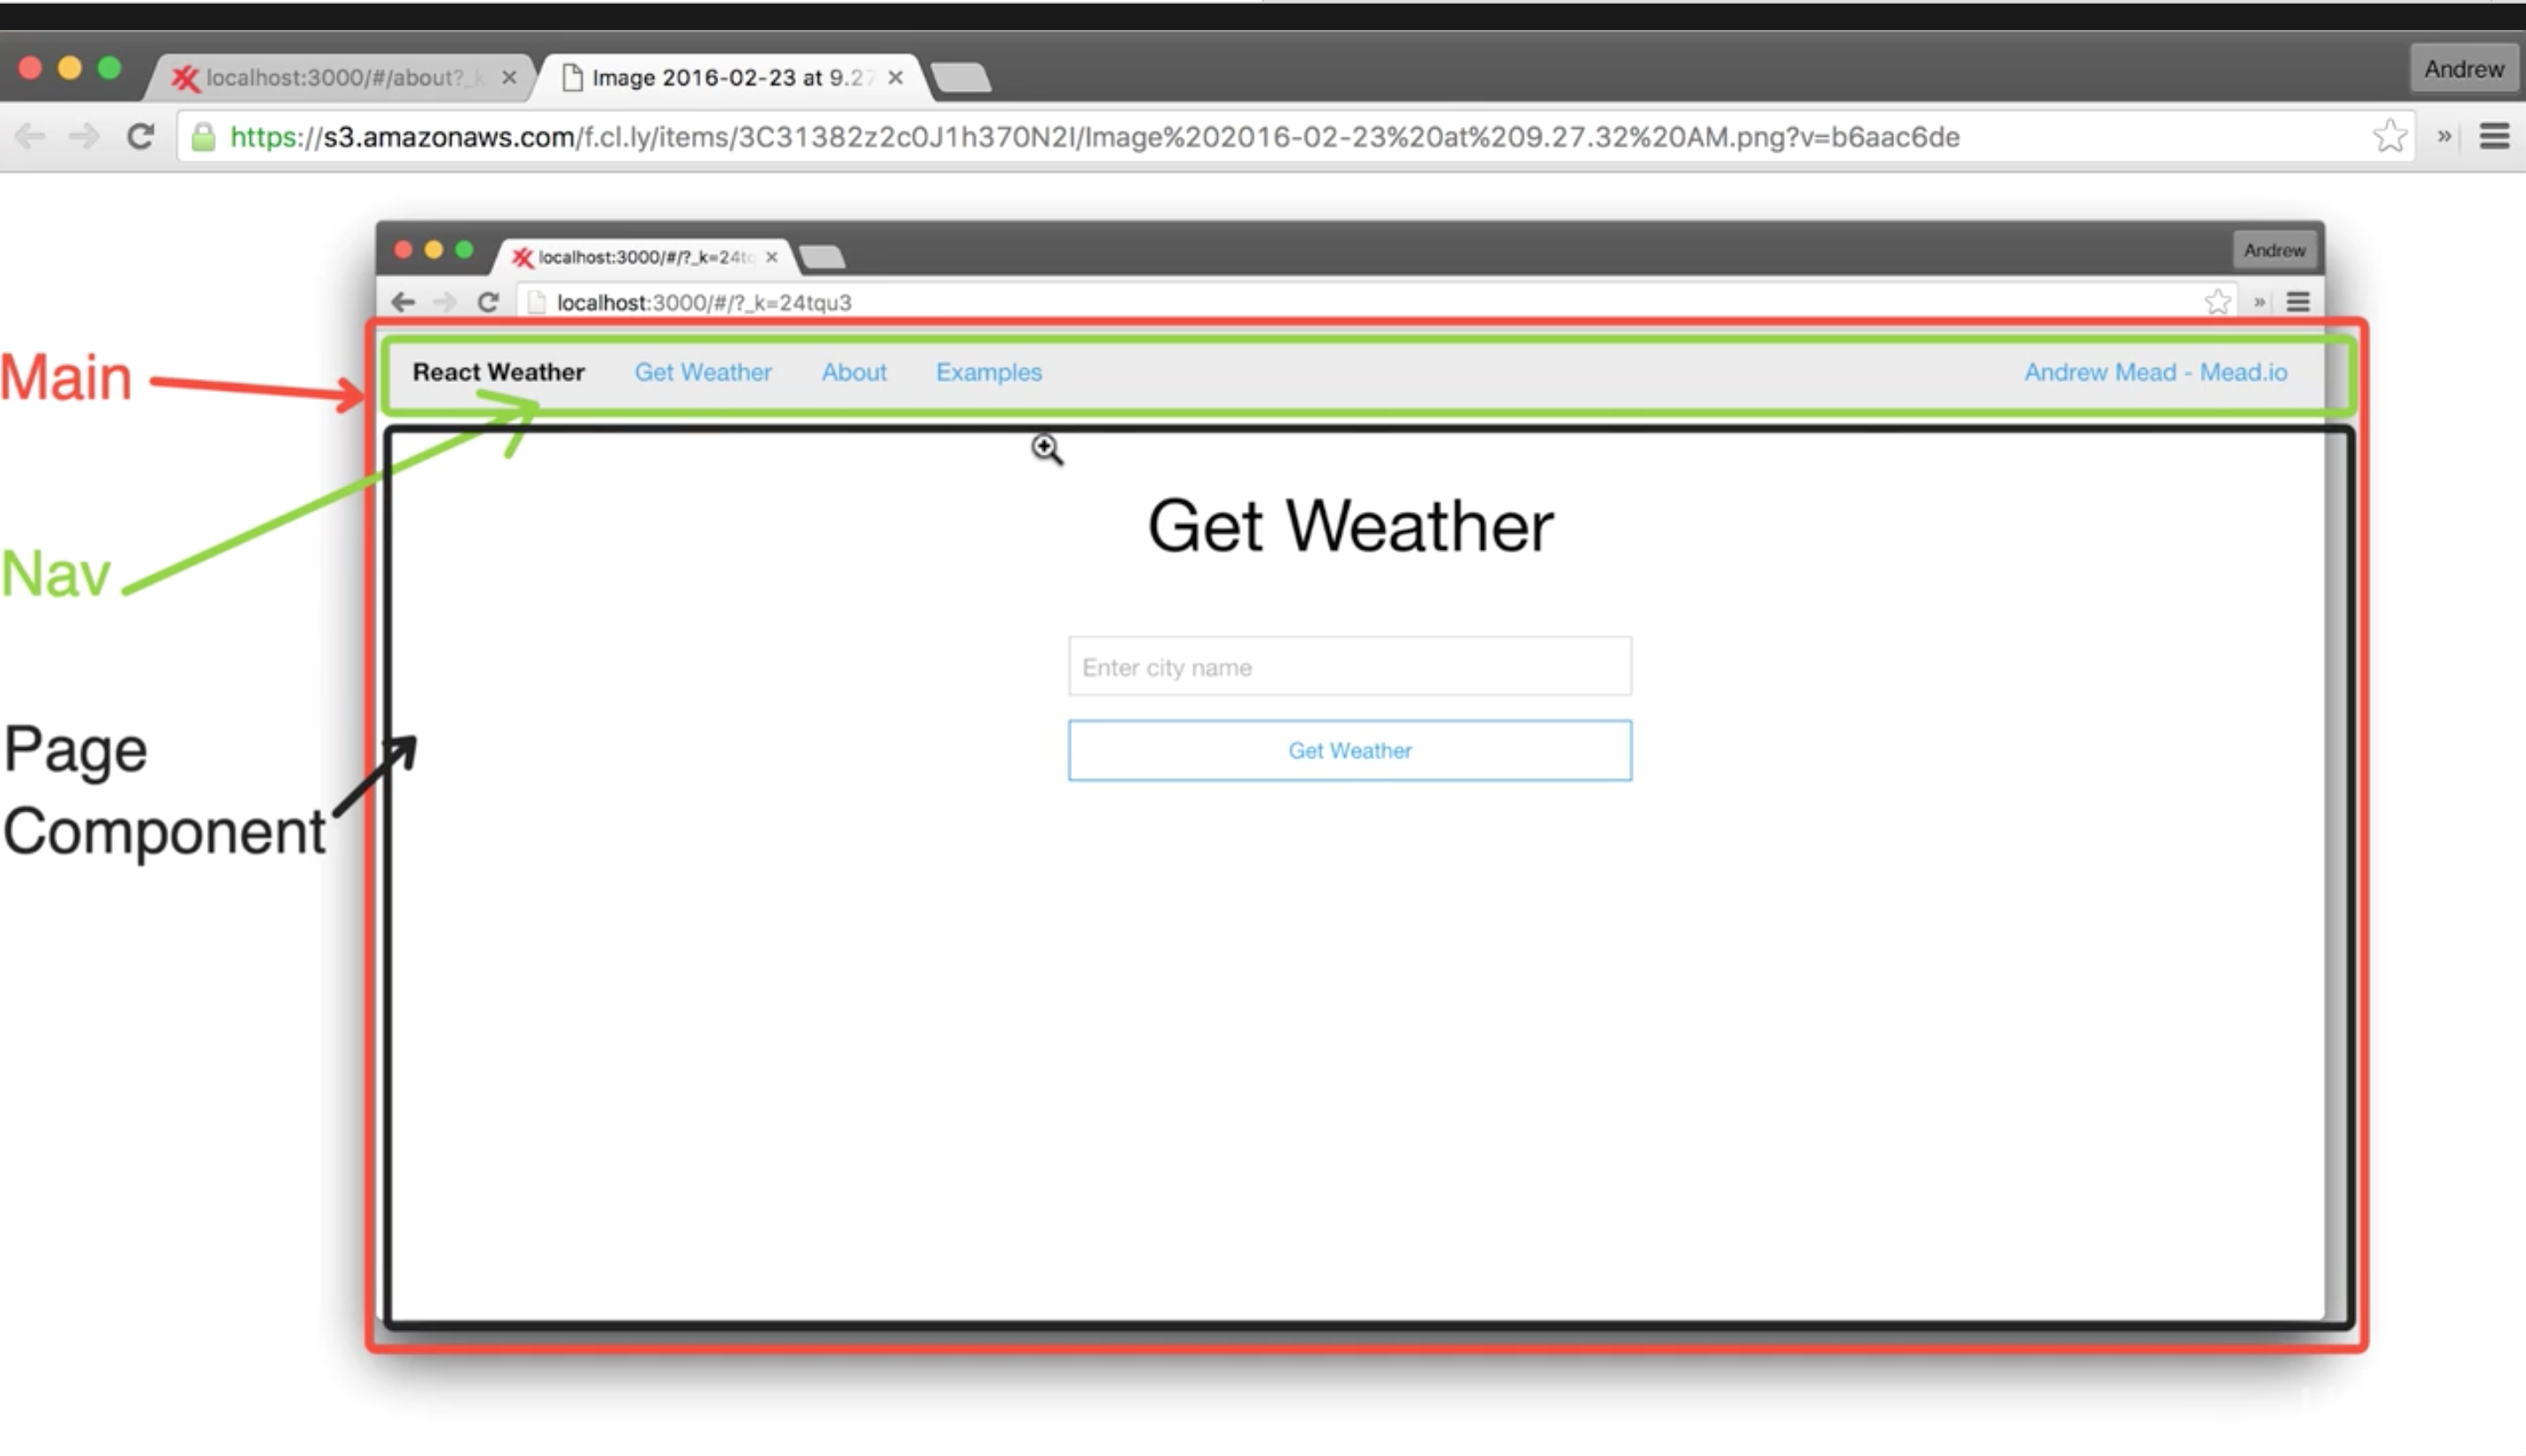 localhost:3000/#/about?_k
Image 2016-02-23 at 9.27
Andrew
https://s3.amazonaws.com/f.cl.ly/items/3C31382z2c0J1h370N2I/Image%202016-02-23%20at%209.27.32%20AM.png?v=b6aac6de
»
localhost:3000/#/?_k=24tq
Andrew
localhost:3000/#/?_k=24tqu3
»
Main
React Weather Get Weather About Examples Andrew Mead - Mead.io
Get Weather
Nav
Enter city name
Page
Get Weather
Component